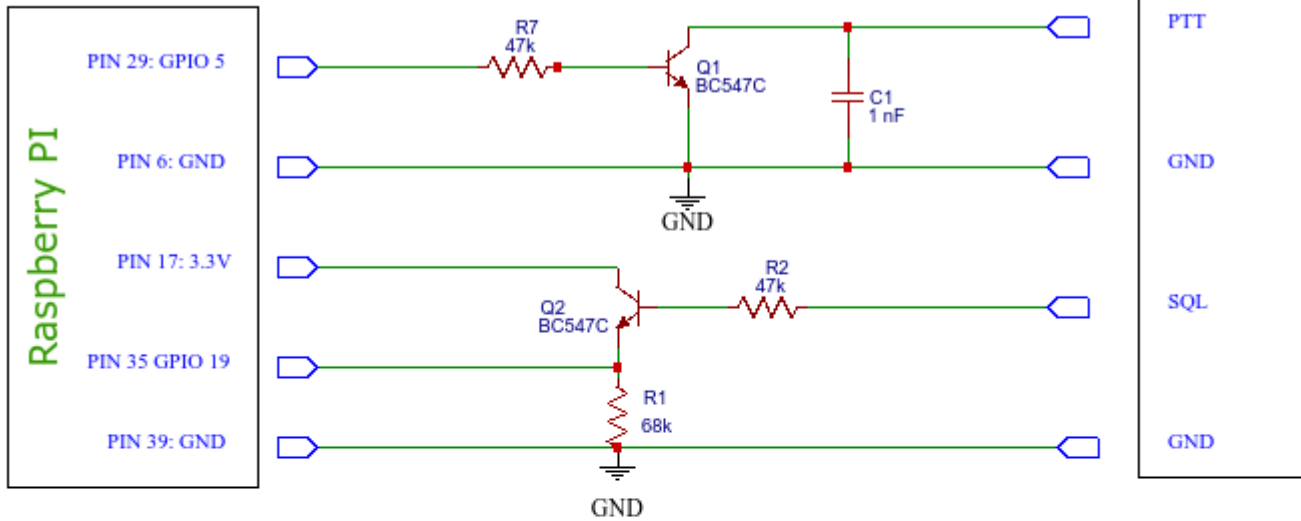 Raspberry PI
PIN 29: GPIO 5
R7
47k
Q1
BC547C
C1
1 nF
PTT
PIN 6: GND
GND
GND
PIN 17: 3.3V
Q2
BC547C
R2
47k
SQL
PIN 35 GPIO 19
R1
68k
PIN 39: GND
GND
GND